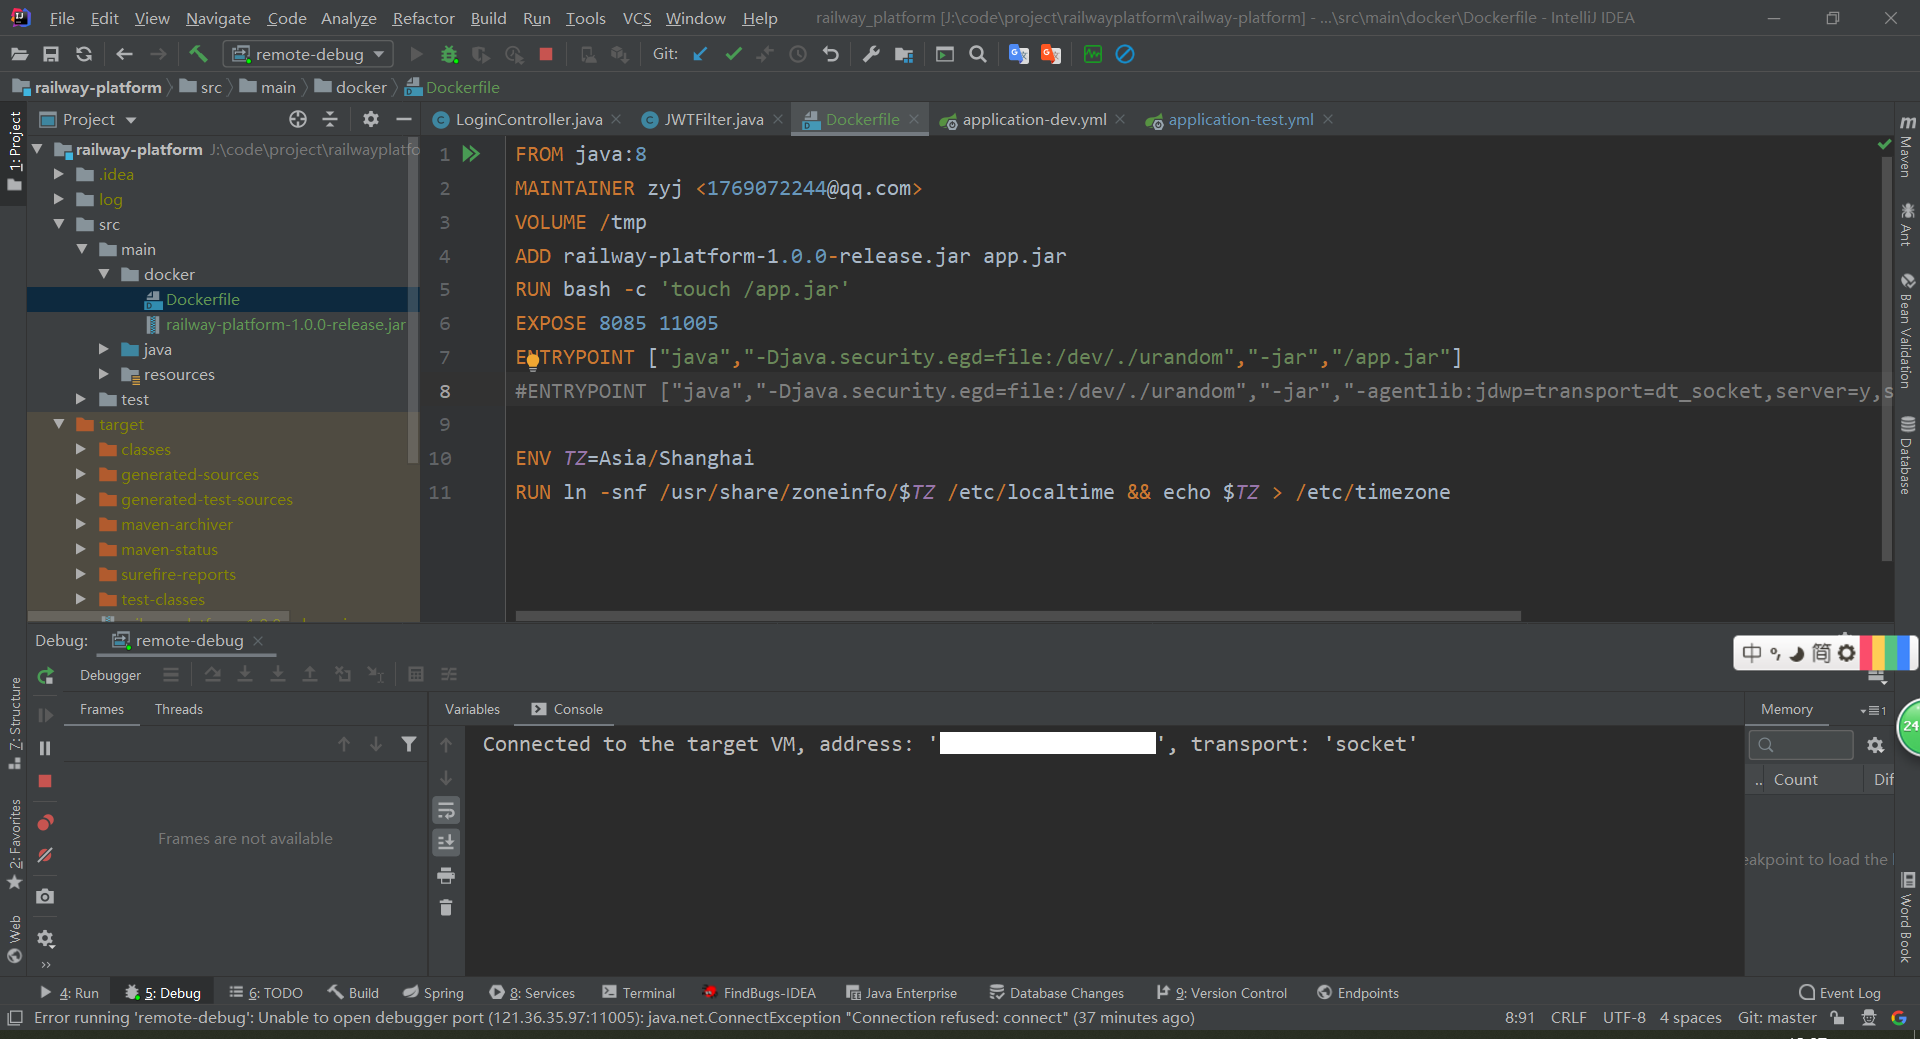 File Edit View Navigate Code Analyze Refactor Build Run Tools VCS Window Help railway_platform [J:\code\project\railwayplatform\railway-platform] - ...\src\main\docker\Dockerfile - IntelliJ IDEA
remote-debug Git:
railway-platform src main docker Dockerfile
Project LoginController.java JWTFilter.java Dockerfile application-dev.yml application-test.yml
railway-platform J:\code\project\railwayplatfo
.idea
log
src
main
docker
Dockerfile
railway-platform-1.0.0-release.jar
java
resources
test
target
classes
generated-sources
generated-test-sources
maven-archiver
maven-status
surefire-reports
test-classes
1 FROM java:8
2 MAINTAINER zyj <1769072244@qq.com>
3 VOLUME /tmp
4 ADD railway-platform-1.0.0-release.jar app.jar
5 RUN bash -c 'touch /app.jar'
6 EXPOSE 8085 11005
7 ENTRYPOINT ["java","-Djava.security.egd=file:/dev/./urandom","-jar","/app.jar"]
8 #ENTRYPOINT ["java","-Djava.security.egd=file:/dev/./urandom","-jar","-agentlib:jdwp=transport=dt_socket,server=y,s
9
10 ENV TZ=Asia/Shanghai
11 RUN ln -snf /usr/share/zoneinfo/$TZ /etc/localtime && echo $TZ > /etc/timezone
1: Project
7: Structure
2: Favorites
Web
Maven
Ant
Bean Validation
Database
Word Book
Debug: remote-debug
中 °, 简
Debugger
Frames Threads Variables Console Memory
1
24
Connected to the target VM, address: '', transport: 'socket'
.. Count Dif
Frames are not available
eakpoint to load the
4: Run 5: Debug 6: TODO Build Spring 8: Services Terminal FindBugs-IDEA Java Enterprise Database Changes 9: Version Control Endpoints Event Log
Error running 'remote-debug': Unable to open debugger port (121.36.35.97:11005): java.net.ConnectException "Connection refused: connect" (37 minutes ago) 8:91 CRLF UTF-8 4 spaces Git: master